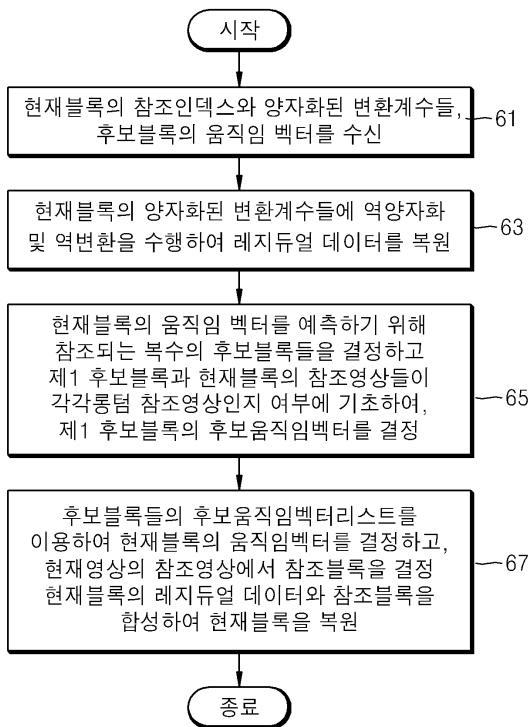 시작
현재블록의 참조인덱스와 양자화된 변환계수들,
후보블록의 움직임 벡터를 수신
61
현재블록의 양자화된 변환계수들에 역양자화
및 역변환을 수행하여 레지듀얼 데이터를 복원
63
현재블록의 움직임 벡터를 예측하기 위해
참조되는 복수의 후보블록들을 결정하고
제1 후보블록과 현재블록의 참조영상들이
각각롱텀 참조영상인지 여부에 기초하여,
제1 후보블록의 후보움직임벡터를 결정
65
후보블록들의 후보움직임벡터리스트를
이용하여 현재블록의 움직임벡터를 결정하고,
현재영상의 참조영상에서 참조블록을 결정
현재블록의 레지듀얼 데이터와 참조블록을
합성하여 현재블록을 복원
67
종료